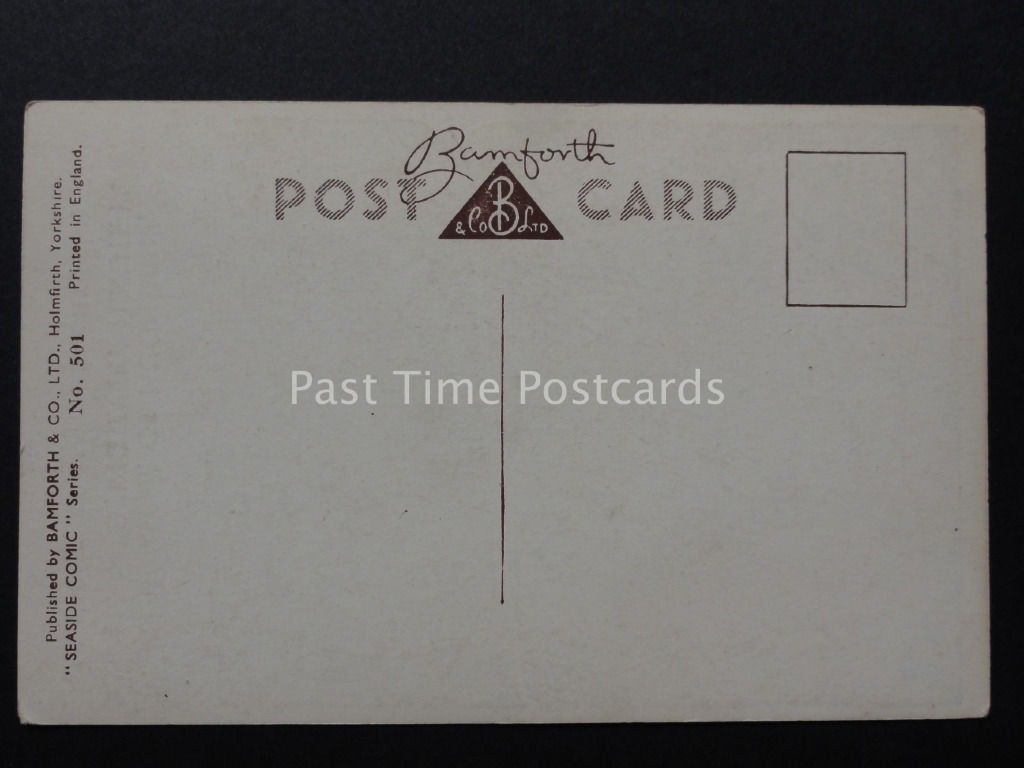 Bamforth
POST CARD
& Co B LTD
Published by BAMFORTH & CO., LTD., Holmfirth, Yorkshire.
"SEASIDE COMIC" Series. No. 501 Printed in England.
Past Time Postcards